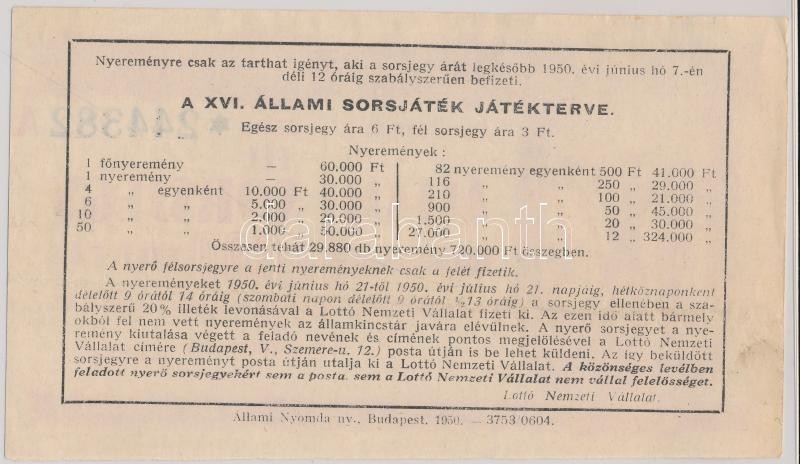 Nyereményre csak az tarthat igényt, aki a sorsjegy árát legkésőbb 1950. évi június hó 7.-én
déli 12 óráig szabályszerűen befizeti.
A XVI. ÁLLAMI SORSJÁTÉK JÁTÉKTERVE.
Egész sorsjegy ára 6 Ft, fél sorsjegy ára 3 Ft.
Nyeremények :
1 főnyeremény — 60.000 Ft
1 nyeremény — 30.000 „
4 „ egyenként 10.000 Ft 40.000 „
6 „ „ 5.000 „ 30.000 „
10 „ „ 2.000 „ 20.000 „
50 „ „ 1.000 „ 50.000 „
82 nyeremény egyenként 500 Ft 41.000 Ft
116 „ „ 250 „ 29.000 „
210 „ „ 100 „ 21.000 „
900 „ „ 50 „ 45.000 „
1.500 „ „ 20 „ 30.000 „
27.000 „ „ 12 „ 324.000 „
Összesen tehát 29.880 db nyeremény 720.000 Ft összegben.
A nyerő félsorsjegyre a fenti nyereményeknek csak a felét fizetik.
A nyereményeket 1950. évi június hó 21-től 1950. évi július hó 21. napjáig, hétköznaponként
délelőtt 9 órától 14 óráig (szombati napon délelőtt 9 órától ½13 óráig) a sorsjegy ellenében a sza-
bályszerű 20% illeték levonásával a Lottó Nemzeti Vállalat fizeti ki. Az ezen idő alatt bármely
okból fel nem vett nyeremények az államkincstár javára elévülnek. A nyerő sorsjegyet a nye-
remény kiutalása végett a feladó nevének és címének pontos megjelölésével a Lottó Nemzeti
Vállalat címére (Budapest, V., Szemere-u. 12.) posta útján is be lehet küldeni. Az így beküldött
sorsjegyre a nyereményt posta útján utalja ki a Lottó Nemzeti Vállalat. A közönséges levélben
feladott nyerő sorsjegyekért sem a posta, sem a Lottó Nemzeti Vállalat nem vállal felelősséget.
Lottó Nemzeti Vállalat.
Állami Nyomda ny., Budapest. 1950. — 3753/0604.
darabanth